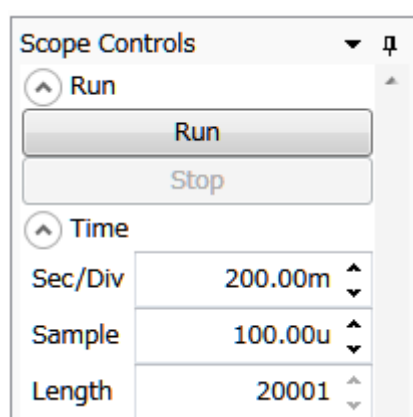 Scope Controls
Run
Run
Stop
Time
Sec/Div 200.00m
Sample 100.00u
Length 20001